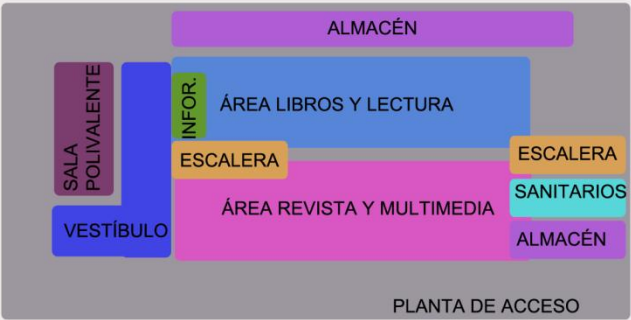 ALMACÉN
SALA
POLIVALENTE
INFOR.
ÁREA LIBROS Y LECTURA
ESCALERA
ESCALERA
SANITARIOS
VESTÍBULO
ÁREA REVISTA Y MULTIMEDIA
ALMACÉN
PLANTA DE ACCESO